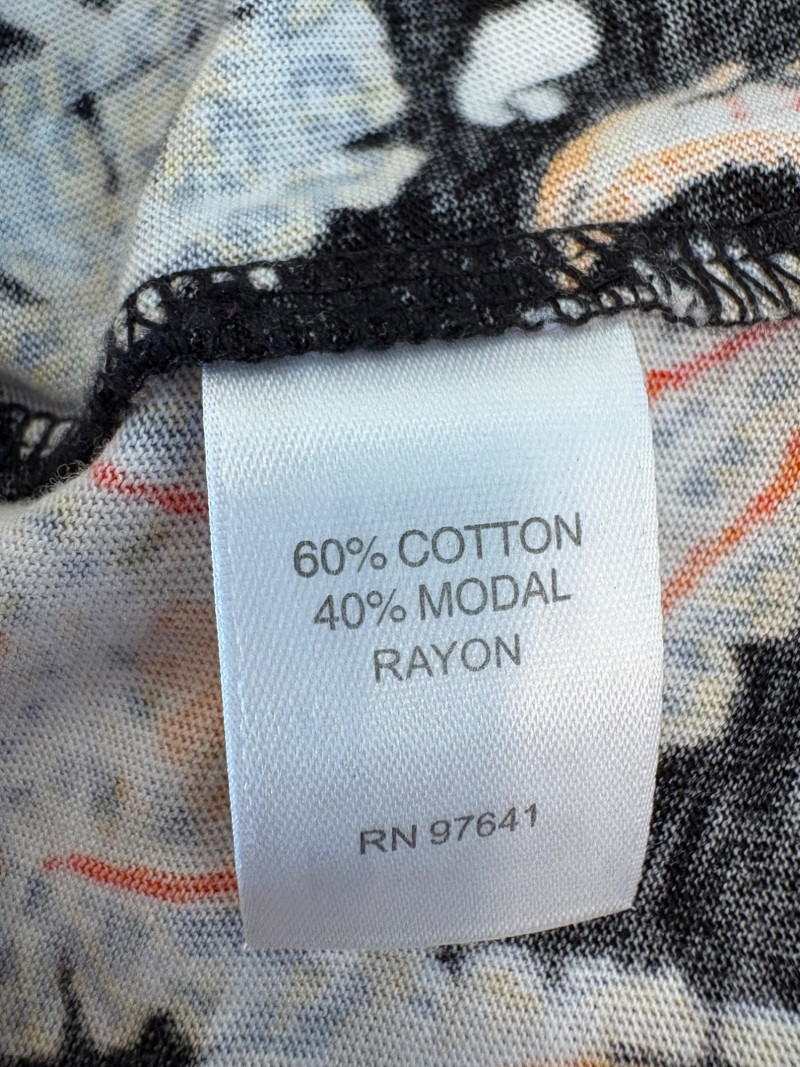 60% COTTON
40% MODAL
RAYON
RN 97641